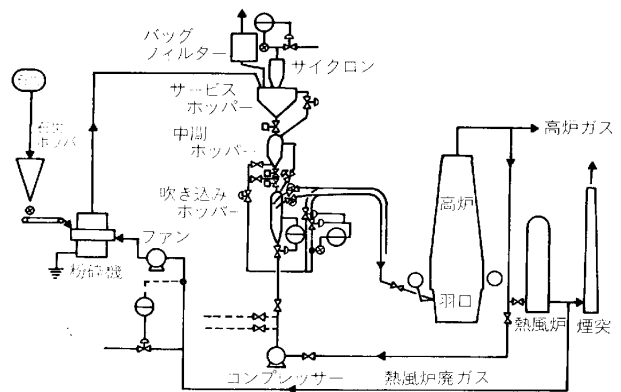 バッグ
フィルター
サイクロン
サービス
ホッパー
中間
ホッパー
吹き込み
ホッパー
ホッパ
ファン
粉砕機
コンプレッサー
高炉
羽口
高炉ガス
熱風炉
煙突
熱風炉廃ガス